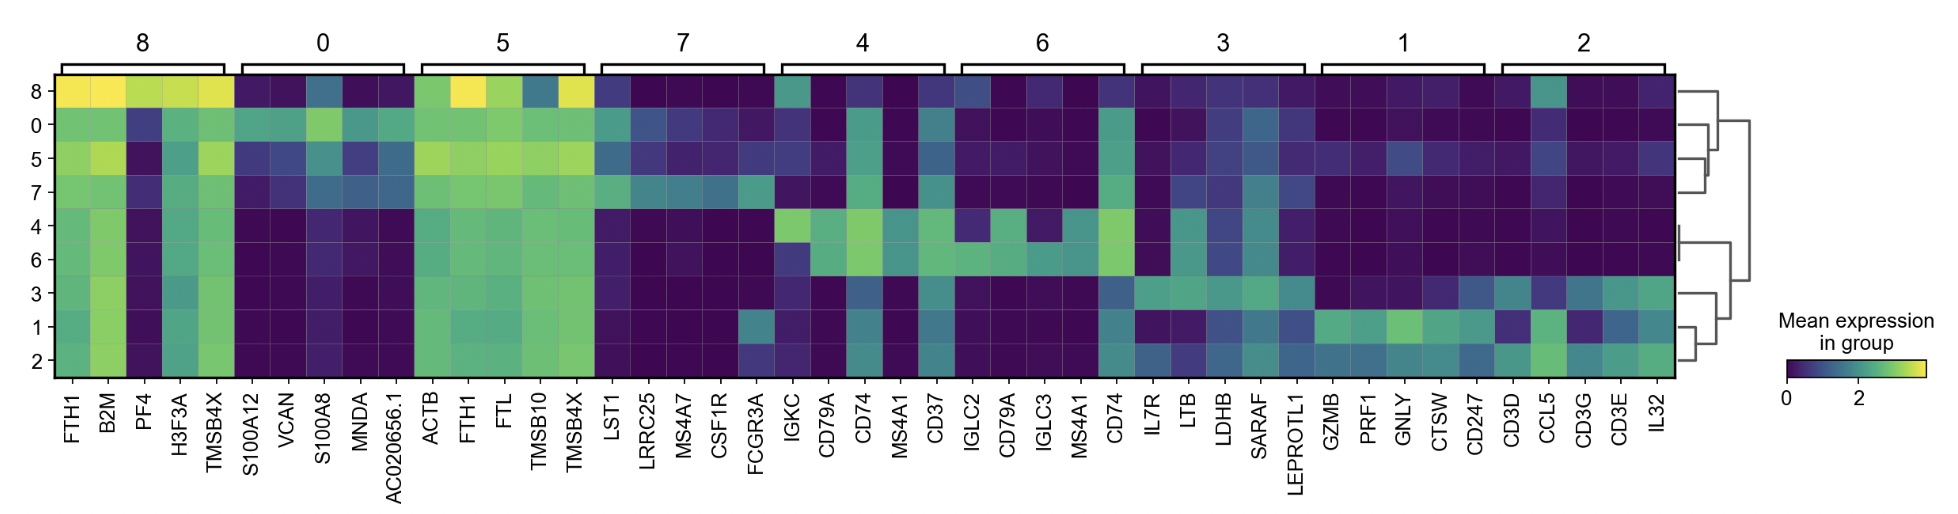 8 0 5 7 4 6 3 1 2
8
0
5
7
4
6
3
1
2
FTH1 B2M PF4 H3F3A TMSB4X S100A12 VCAN S100A8 MNDA AC020656.1 ACTB FTH1 FTL TMSB10 TMSB4X LST1 LRRC25 MS4A7 CSF1R FCGR3A IGKC CD79A CD74 MS4A1 CD37 IGLC2 CD79A IGLC3 MS4A1 CD74 IL7R LTB LDHB SARAF LEPROTL1 GZMB PRF1 GNLY CTSW CD247 CD3D CCL5 CD3G CD3E IL32
Mean expression
in group
0 2